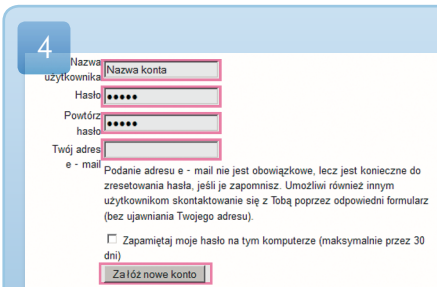 4
Nazwa użytkownika
Nazwa konta
Hasło
●●●●●
Powtórz hasło
●●●●●
Twój adres e - mail
Podanie adresu e - mail nie jest obowiązkowe, lecz jest konieczne do
zresetowania hasła, jeśli je zapomnisz. Umożliwi również innym
użytkownikom skontaktowanie się z Tobą poprzez odpowiedni formularz
(bez ujawniania Twojego adresu).
Zapamiętaj moje hasło na tym komputerze (maksymalnie przez 30
dni)
Załóż nowe konto